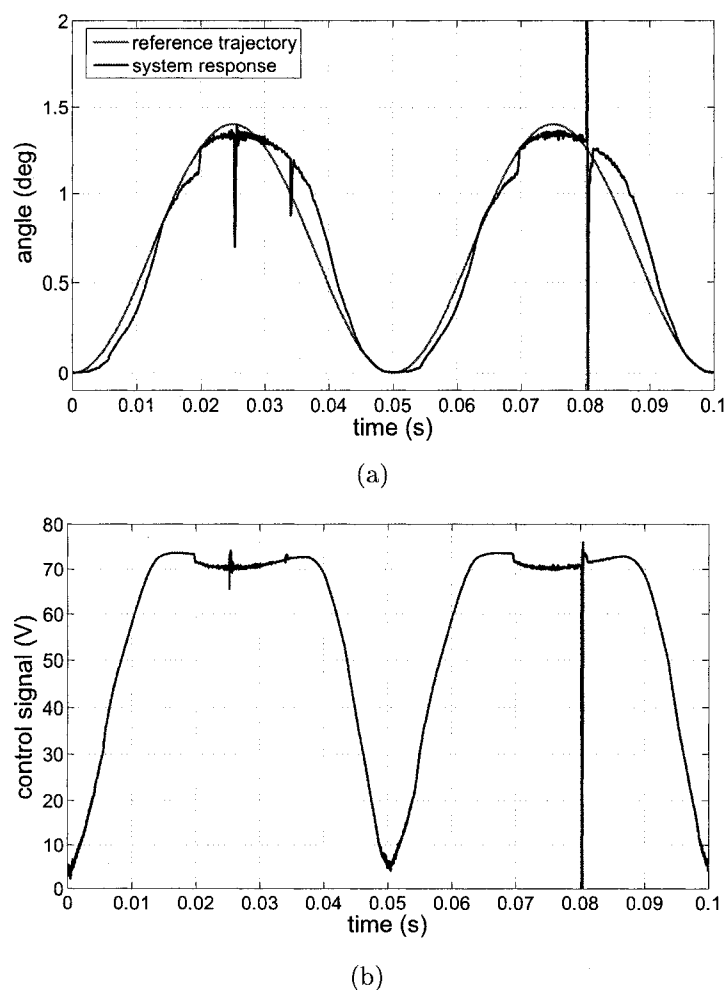 2
1.5
1
0.5
0
angle (deg)
reference trajectory
system response
0 0.01 0.02 0.03 0.04 0.05 0.06 0.07 0.08 0.09 0.1
time (s)
(a)
80
70
60
50
40
30
20
10
0
control signal (V)
0 0.01 0.02 0.03 0.04 0.05 0.06 0.07 0.08 0.09 0.1
time (s)
(b)